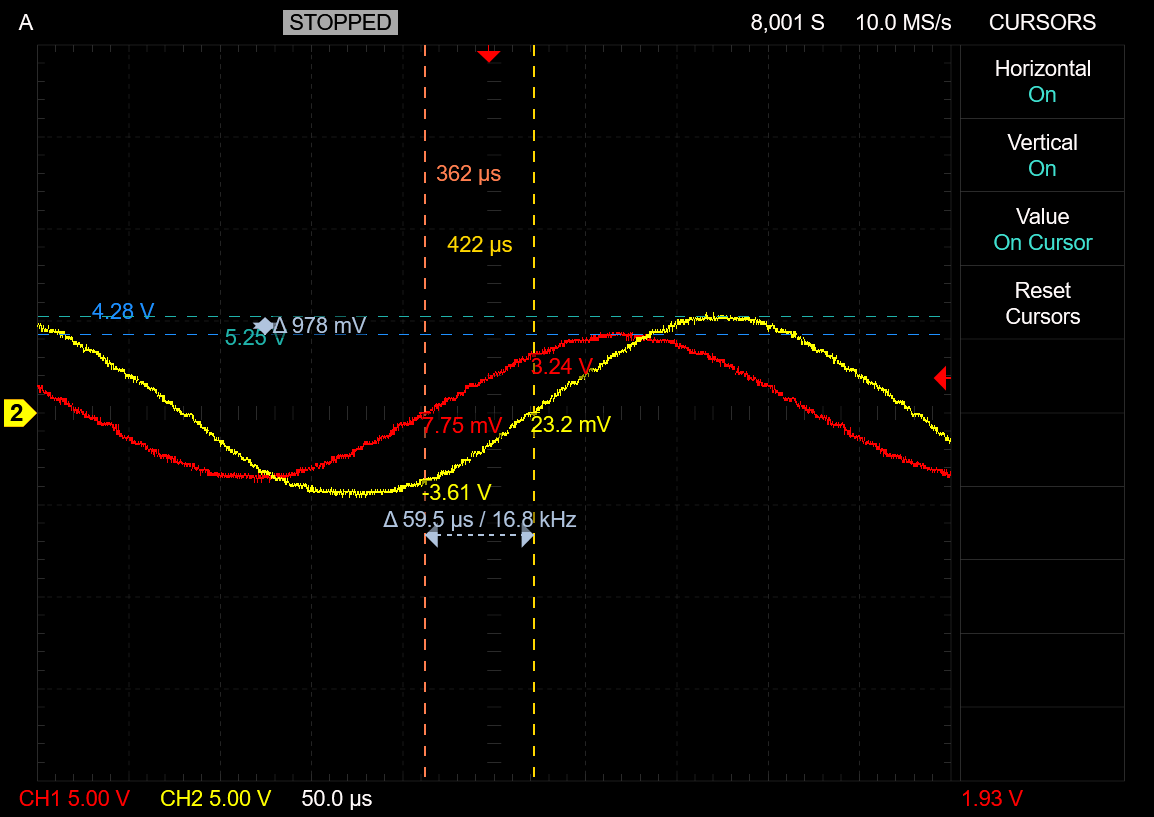 A STOPPED 8,001 S 10.0 MS/s CURSORS
Horizontal
On
Vertical
On
Value
On Cursor
Reset
Cursors
362 µs
422 µs
4.28 V
Δ 978 mV
5.25 V
3.24 V
2
7.75 mV 23.2 mV
-3.61 V
Δ 59.5 µs / 16.8 kHz
CH1 5.00 V CH2 5.00 V 50.0 µs 1.93 V